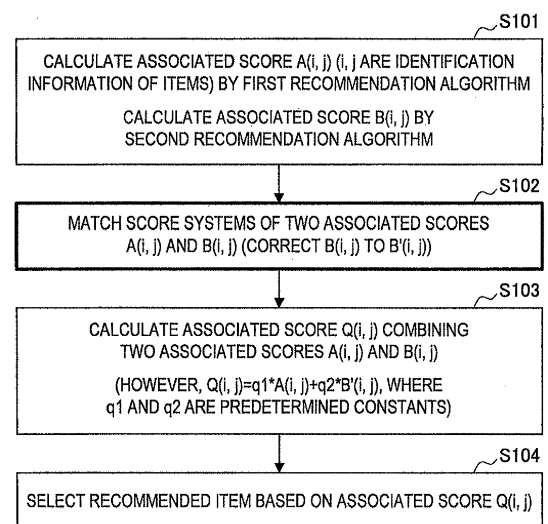 S101
CALCULATE ASSOCIATED SCORE A(i, j) (i, j ARE IDENTIFICATION
INFORMATION OF ITEMS) BY FIRST RECOMMENDATION ALGORITHM
CALCULATE ASSOCIATED SCORE B(i, j) BY
SECOND RECOMMENDATION ALGORITHM
S102
MATCH SCORE SYSTEMS OF TWO ASSOCIATED SCORES
A(i, j) AND B(i, j) (CORRECT B(i, j) TO B'(i, j))
S103
CALCULATE ASSOCIATED SCORE Q(i, j) COMBINING
TWO ASSOCIATED SCORES A(i, j) AND B(i, j)
(HOWEVER, Q(i, j)=q1*A(i, j)+q2*B'(i, j), WHERE
q1 AND q2 ARE PREDETERMINED CONSTANTS)
S104
SELECT RECOMMENDED ITEM BASED ON ASSOCIATED SCORE Q(i, j)